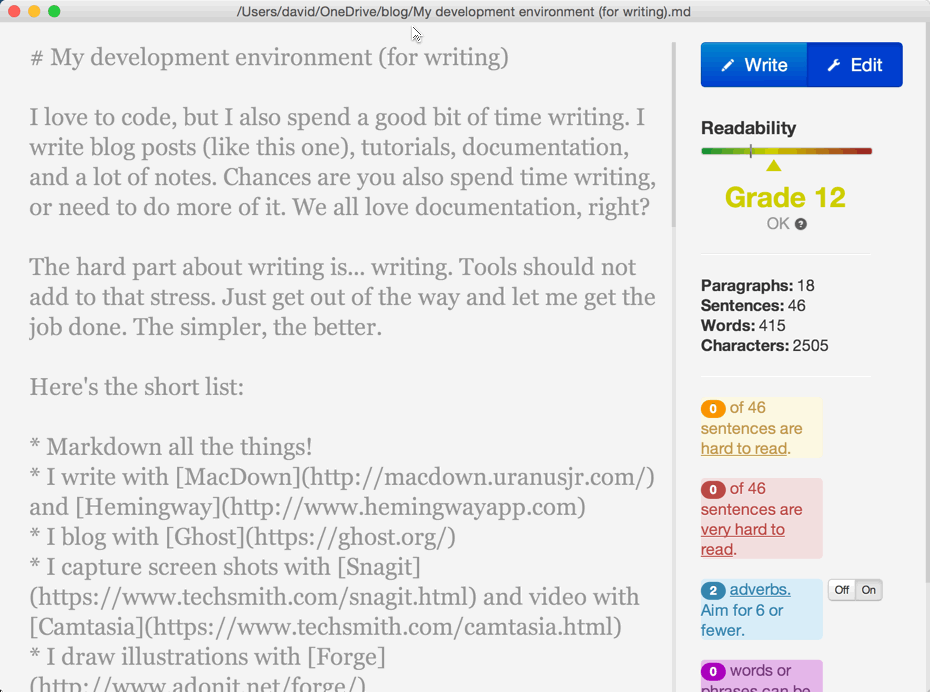 /Users/david/OneDrive/blog/My development environment (for writing).md
# My development environment (for writing)
I love to code, but I also spend a good bit of time writing. I
write blog posts (like this one), tutorials, documentation,
and a lot of notes. Chances are you also spend time writing,
or need to do more of it. We all love documentation, right?
The hard part about writing is... writing. Tools should not
add to that stress. Just get out of the way and let me get the
job done. The simpler, the better.
Here's the short list:
* Markdown all the things!
* I write with [MacDown](http://macdown.uranusjr.com/)
and [Hemingway](http://www.hemingwayapp.com)
* I blog with [Ghost](https://ghost.org/)
* I capture screen shots with [Snagit]
(https://www.techsmith.com/snagit.html) and video with
[Camtasia](https://www.techsmith.com/camtasia.html)
* I draw illustrations with [Forge]
(http://www.adonit.net/forge/)
Write
Edit
Readability
Grade 12
OK ?
Paragraphs: 18
Sentences: 46
Words: 415
Characters: 2505
0 of 46
sentences are
hard to read.
0 of 46
sentences are
very hard to
read.
2 adverbs.
Aim for 6 or
fewer.
Off On
0 words or
phrases can be